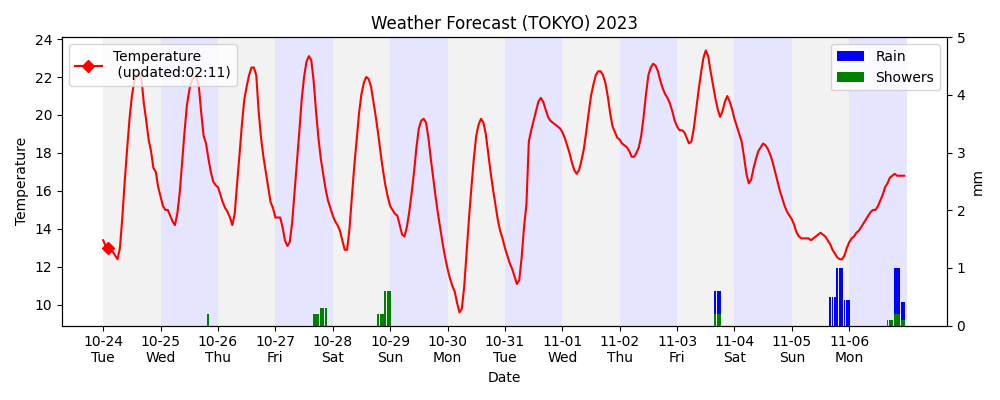 Weather Forecast (TOKYO) 2023
Temperature
(updated:02:11)
Rain
Showers
Temperature
24
22
20
18
16
14
12
10
5
4
3
2
1
0
mm
10-24 10-25 10-26 10-27 10-28 10-29 10-30 10-31 11-01 11-02 11-03 11-04 11-05 11-06
Tue Wed Thu Fri Sat Sun Mon Tue Wed Thu Fri Sat Sun Mon
Date